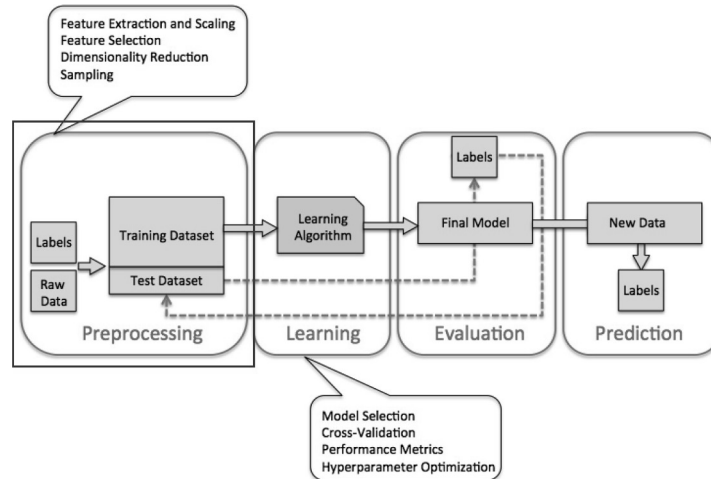 Feature Extraction and Scaling
Feature Selection
Dimensionality Reduction
Sampling
Labels
Raw
Data
Training Dataset
Test Dataset
Preprocessing
Learning
Algorithm
Learning
Labels
Final Model
Evaluation
New Data
Labels
Prediction
Model Selection
Cross-Validation
Performance Metrics
Hyperparameter Optimization